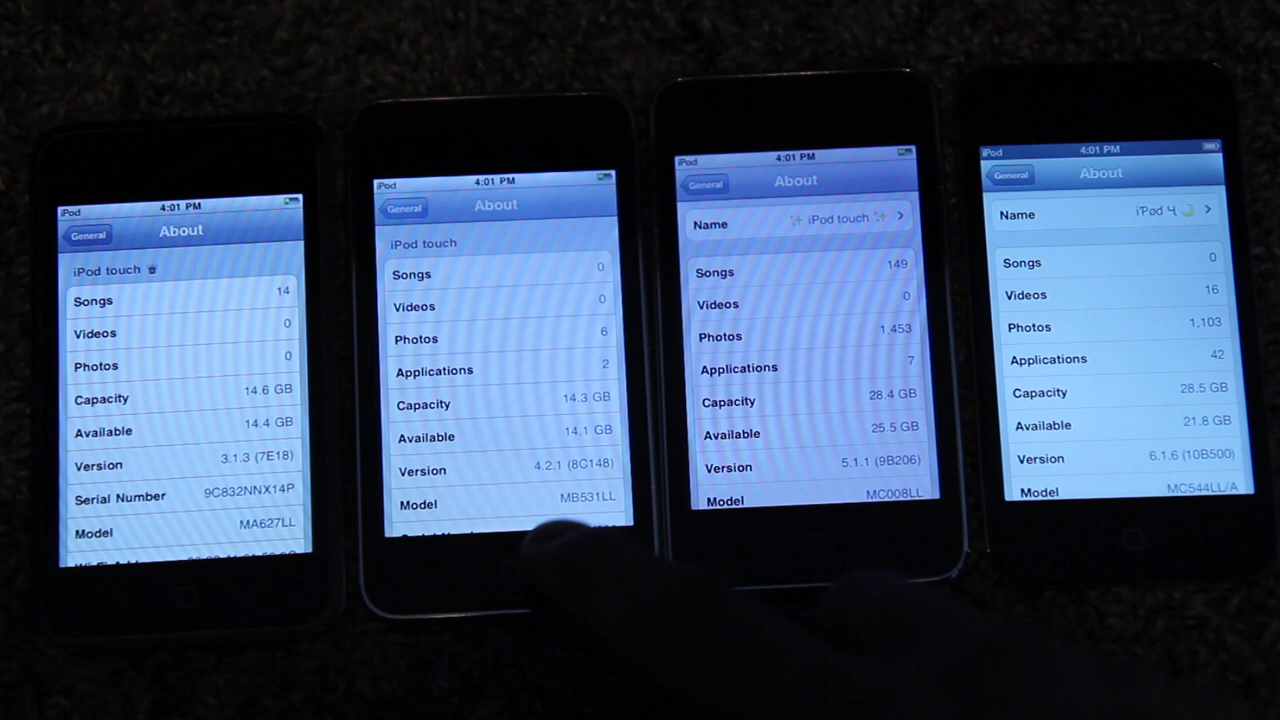 iPod
4:01 PM
General
About
iPod touch
Songs 14
Videos 0
Photos 0
Capacity 14.6 GB
Available 14.4 GB
Version 3.1.3 (7E18)
Serial Number 9C832NNX14P
Model MA627LL
iPod
4:01 PM
General
About
iPod touch
Songs 0
Videos 0
Photos 6
Applications 2
Capacity 14.3 GB
Available 14.1 GB
Version 4.2.1 (8C148)
Model MB531LL
iPod
4:01 PM
General
About
Name ✨ iPod touch ✨ >
Songs 149
Videos 0
Photos 1,453
Applications 7
Capacity 28.4 GB
Available 25.5 GB
Version 5.1.1 (9B206)
Model MC008LL
iPod
4:01 PM
General
About
Name iPod 4 🌙 >
Songs 0
Videos 16
Photos 1,103
Applications 42
Capacity 28.5 GB
Available 21.8 GB
Version 6.1.6 (10B500)
Model MC544LL/A